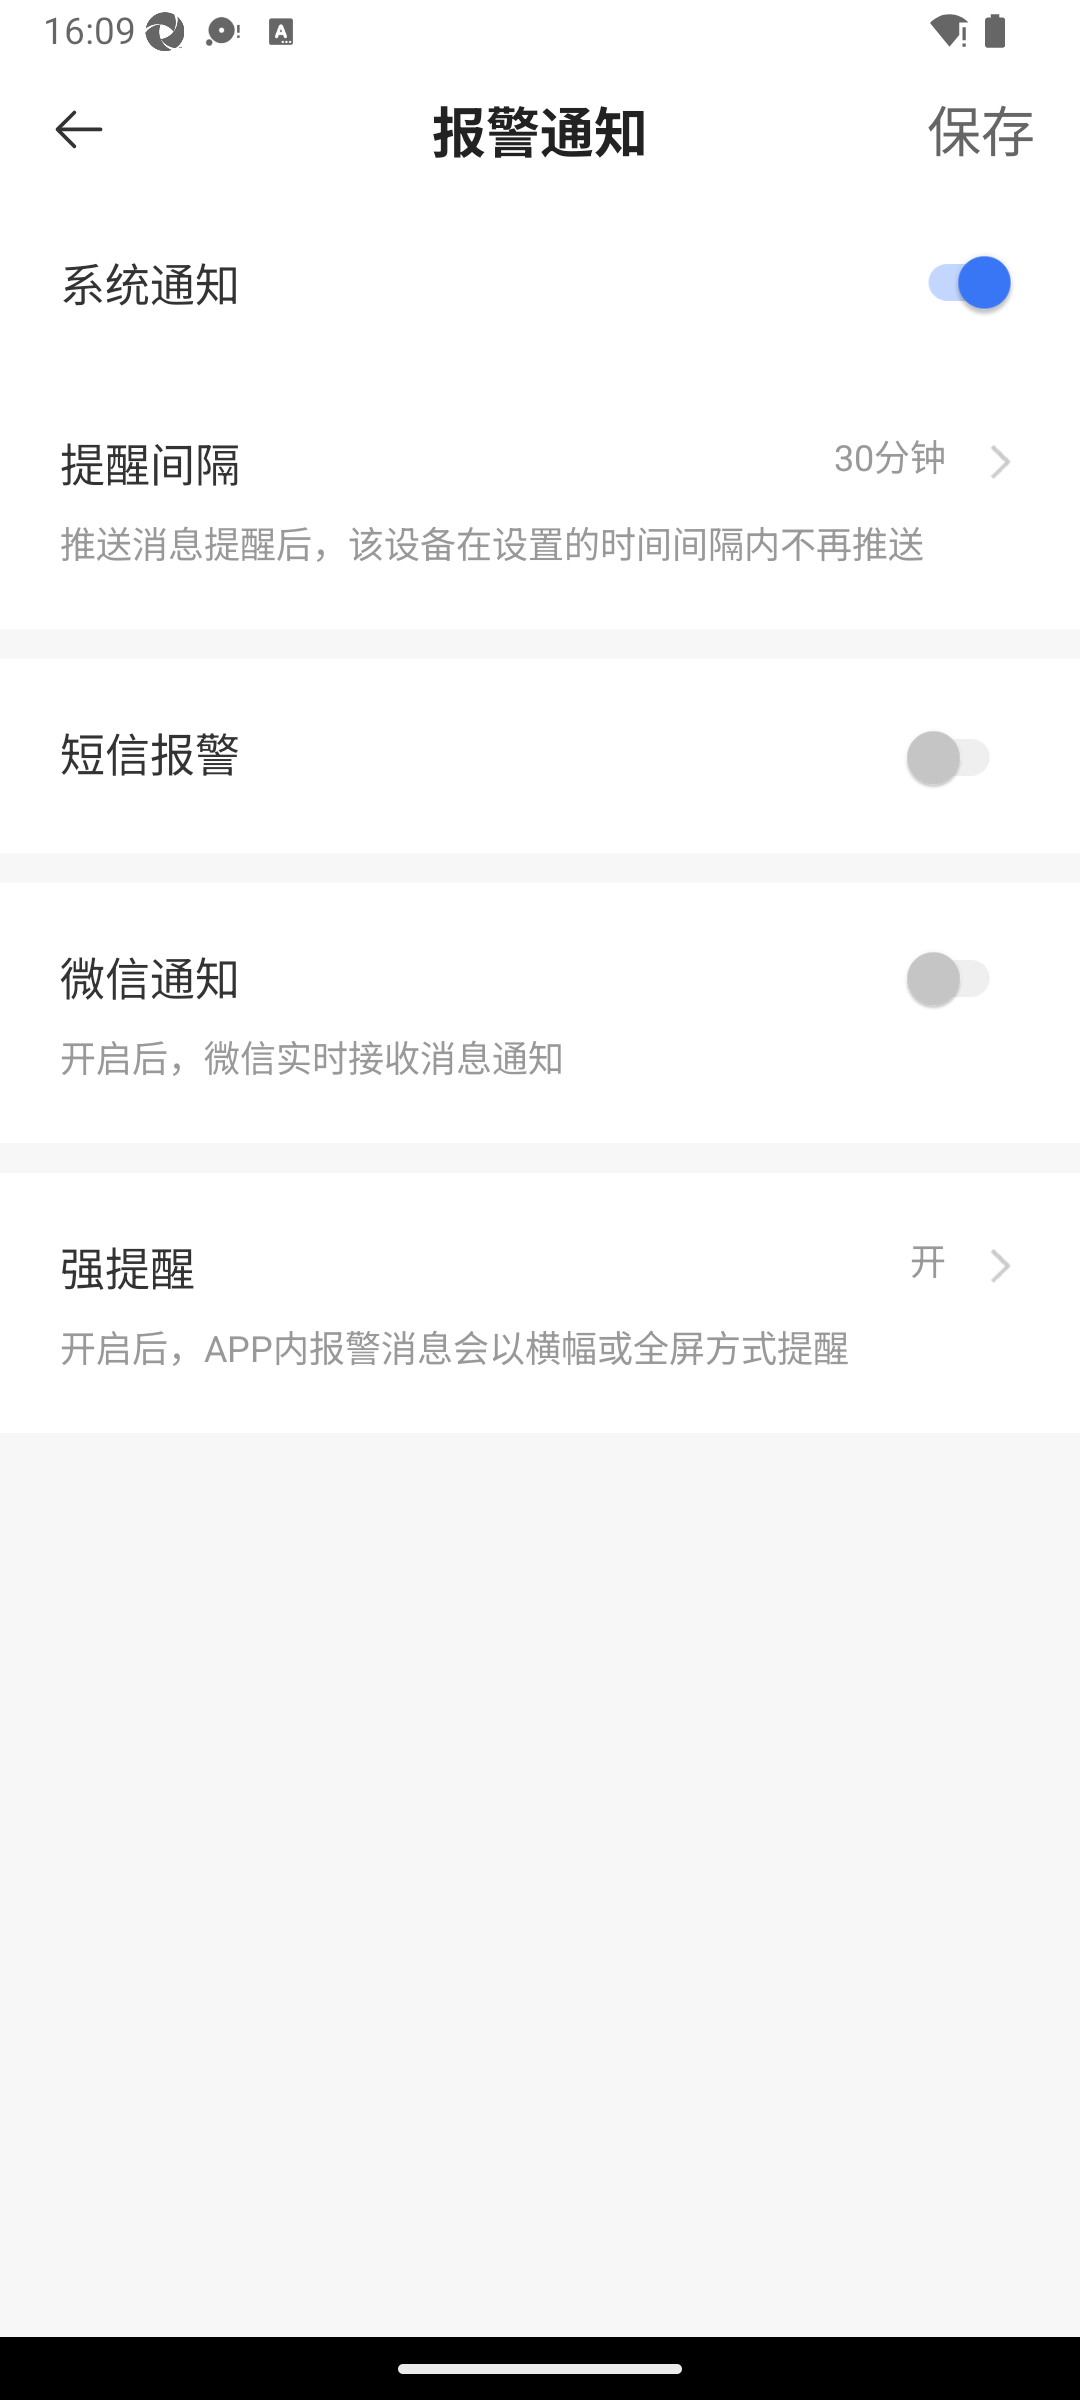 16:09
报警通知
保存
系统通知
提醒间隔
30分钟
推送消息提醒后，该设备在设置的时间间隔内不再推送
短信报警
微信通知
开启后，微信实时接收消息通知
强提醒
开
开启后，APP内报警消息会以横幅或全屏方式提醒